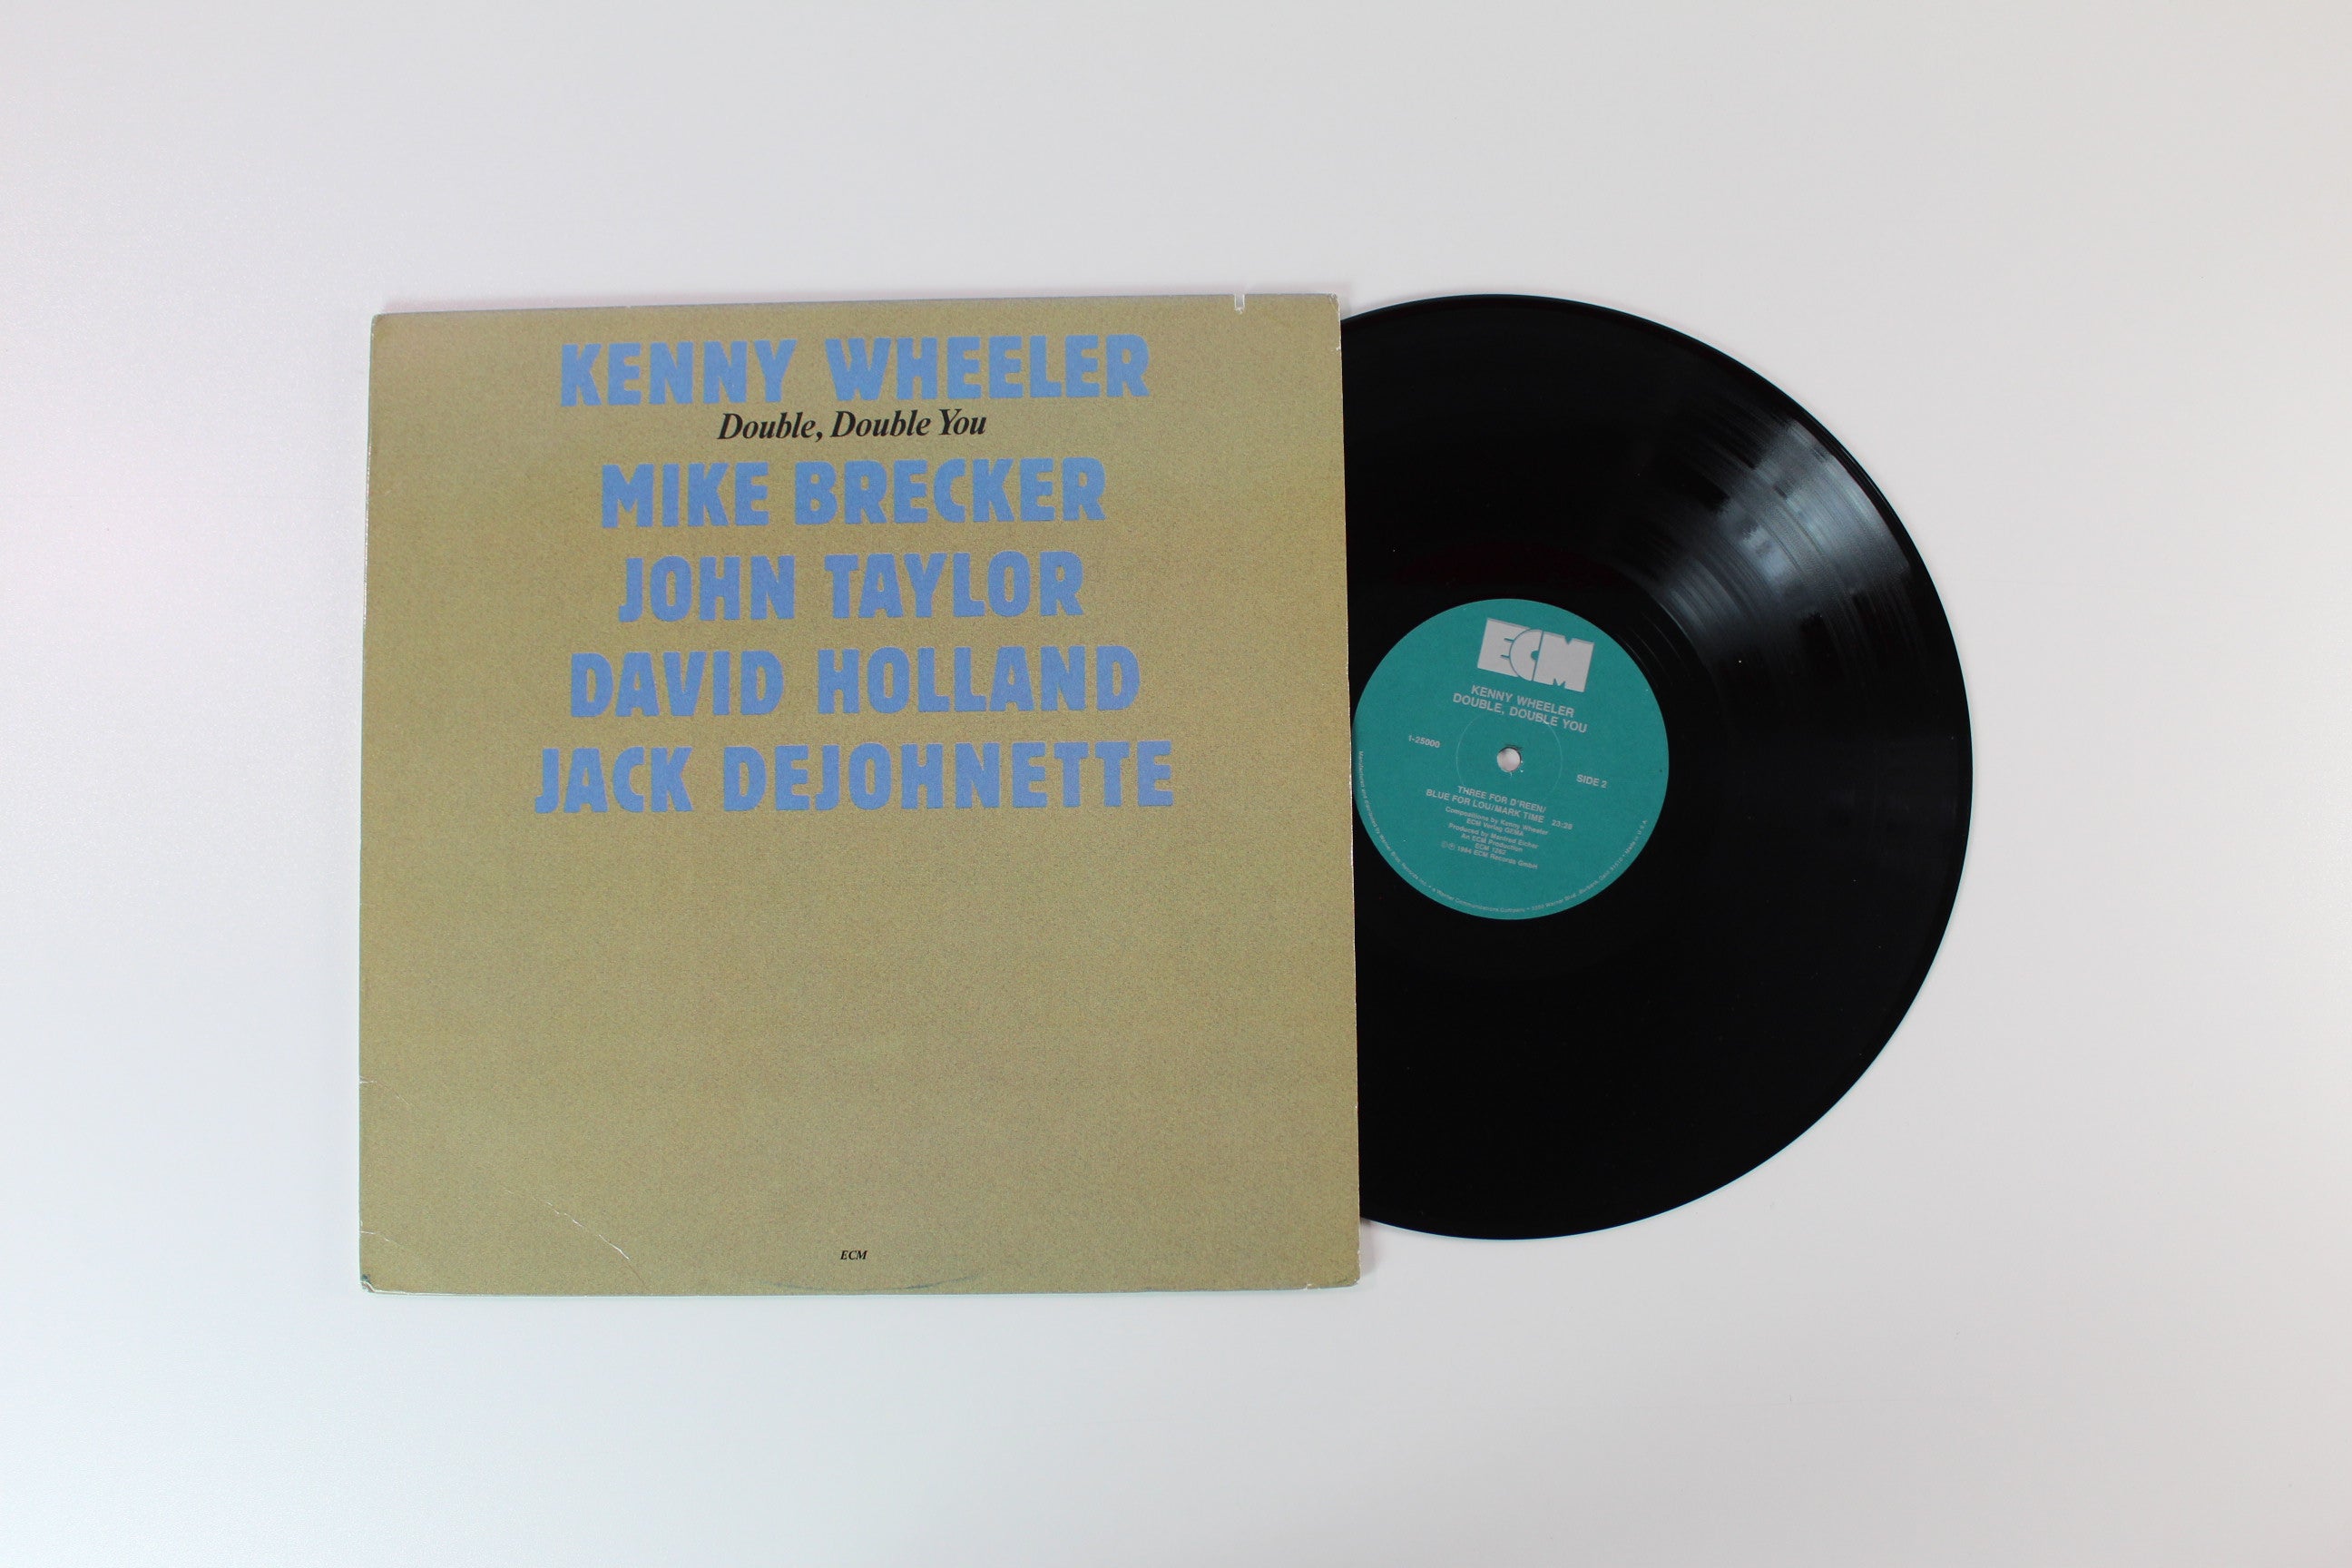 KENNY WHEELER
Double, Double You
MIKE BRECKER
JOHN TAYLOR
DAVID HOLLAND
JACK DEJOHNETTE
ECM
ECM
KENNY WHEELER
DOUBLE, DOUBLE YOU
1-25000
SIDE 2
THREE FOR D'REEN/
BLUE FOR LOU/MARK TIME 23:25
Compositions by Kenny Wheeler
ECM Verlag GEMA
Produced by Manfred Eicher
An ECM Production
ECM 1262
©℗ 1984 ECM Records GmbH